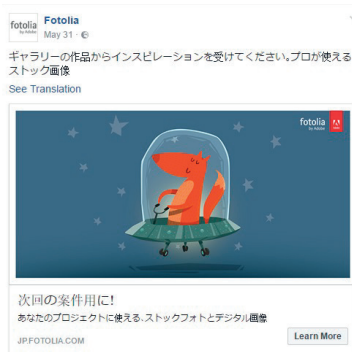 fotolia
by Adobe
Fotolia
May 31 ·
ギャラリーの作品からインスピレーションを受けてください。プロが使える
ストック画像
See Translation
fotolia
by Adobe
次回の案件用に!
あなたのプロジェクトに使える、ストックフォトとデジタル画像
JP.FOTOLIA.COM
Learn More